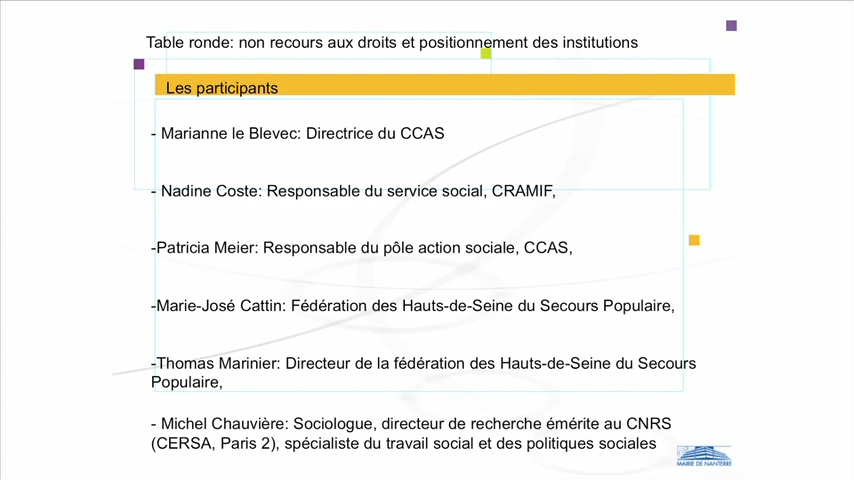 Table ronde: non recours aux droits et positionnement des institutions
Les participants
- Marianne le Blevec: Directrice du CCAS
- Nadine Coste: Responsable du service social, CRAMIF,
-Patricia Meier: Responsable du pôle action sociale, CCAS,
-Marie-José Cattin: Fédération des Hauts-de-Seine du Secours Populaire,
-Thomas Marinier: Directeur de la fédération des Hauts-de-Seine du Secours
Populaire,
- Michel Chauvière: Sociologue, directeur de recherche émérite au CNRS
(CERSA, Paris 2), spécialiste du travail social et des politiques sociales
MAIRIE DE NANTERRE